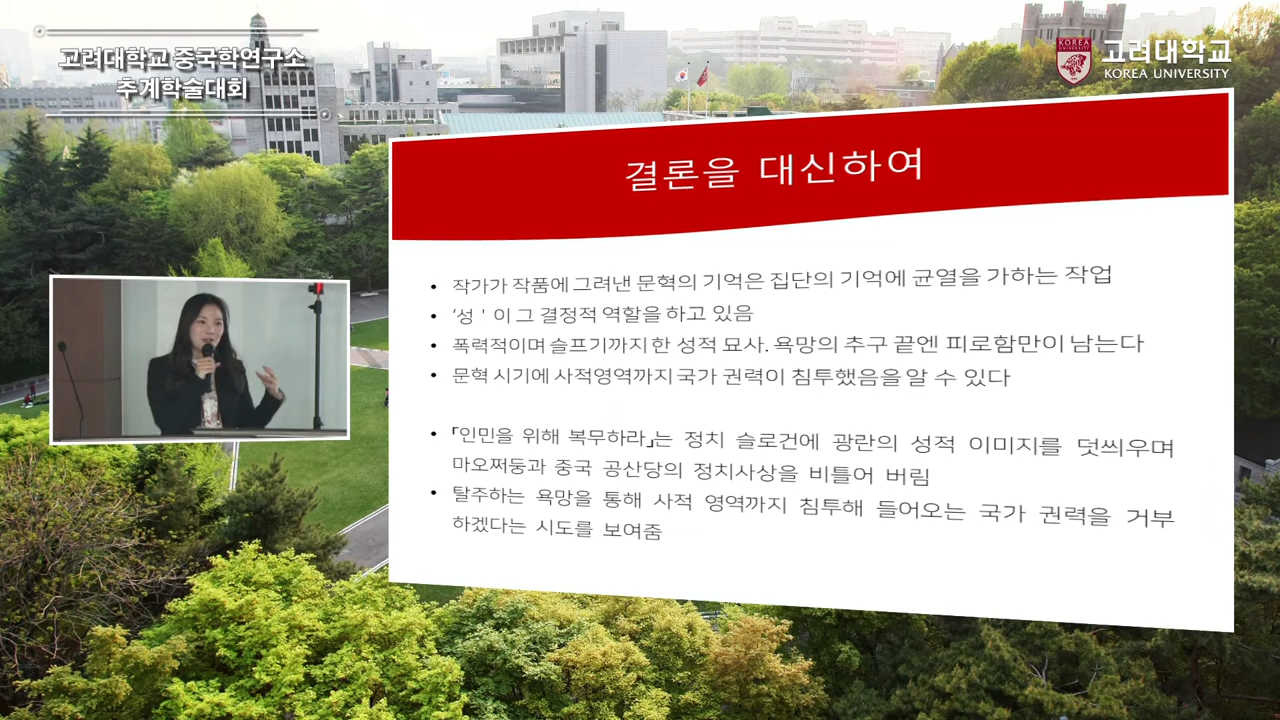 고려대학교 중국학연구소
추계학술대회
KOREA
UNIVERSITY
고려대학교
KOREA UNIVERSITY
결론을 대신하여
• 작가가 작품에 그려낸 문혁의 기억은 집단의 기억에 균열을 가하는 작업
• ‘성 ' 이 그 결정적 역할을 하고 있음
• 폭력적이며 슬프기까지 한 성적 묘사. 욕망의 추구 끝엔 피로함만이 남는다
• 문혁 시기에 사적영역까지 국가 권력이 침투했음을 알 수 있다
• 「인민을 위해 복무하라」는 정치 슬로건에 광란의 성적 이미지를 덧씌우며
마오쩌둥과 중국 공산당의 정치사상을 비틀어 버림
• 탈주하는 욕망을 통해 사적 영역까지 침투해 들어오는 국가 권력을 거부
하겠다는 시도를 보여줌